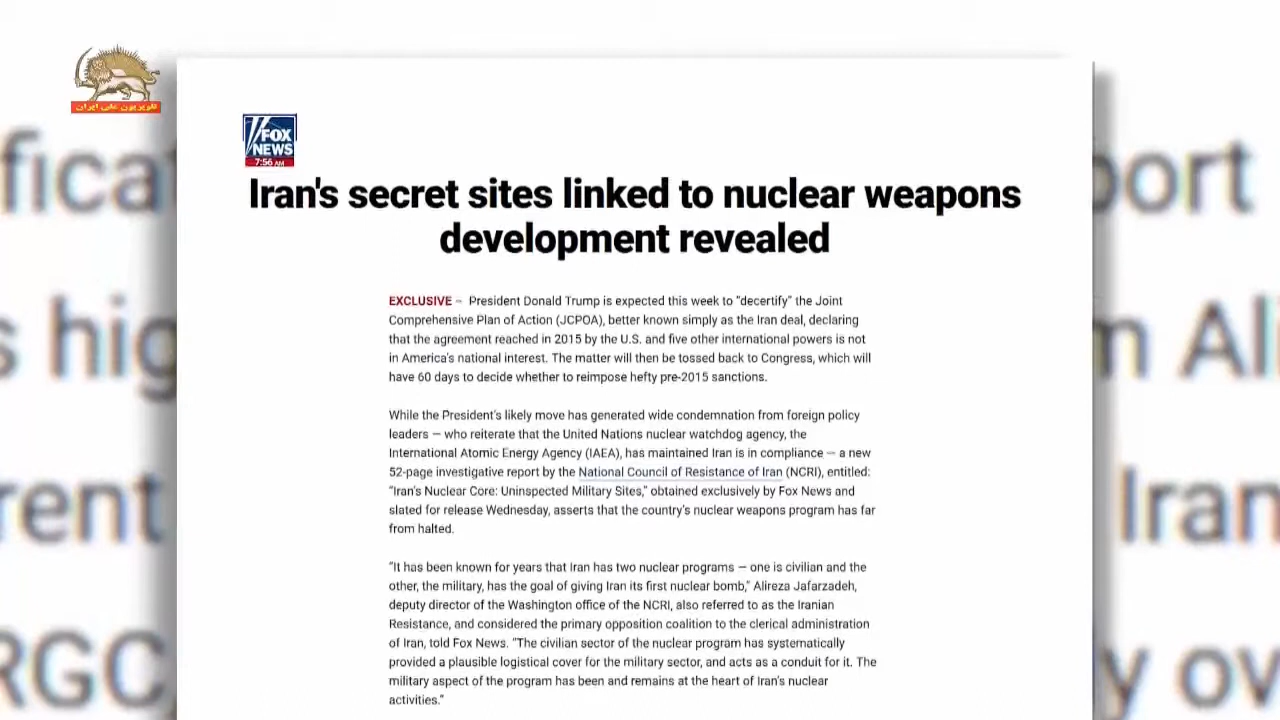 تلویزیون ملی ایران
FOX
NEWS
7:56 AM
Iran's secret sites linked to nuclear weapons
development revealed
EXCLUSIVE – President Donald Trump is expected this week to "decertify" the Joint
Comprehensive Plan of Action (JCPOA), better known simply as the Iran deal, declaring
that the agreement reached in 2015 by the U.S. and five other international powers is not
in America's national interest. The matter will then be tossed back to Congress, which will
have 60 days to decide whether to reimpose hefty pre-2015 sanctions.
While the President's likely move has generated wide condemnation from foreign policy
leaders — who reiterate that the United Nations nuclear watchdog agency, the
International Atomic Energy Agency (IAEA), has maintained Iran is in compliance — a new
52-page investigative report by the National Council of Resistance of Iran (NCRI), entitled:
"Iran's Nuclear Core: Uninspected Military Sites," obtained exclusively by Fox News and
slated for release Wednesday, asserts that the country's nuclear weapons program has far
from halted.
"It has been known for years that Iran has two nuclear programs — one is civilian and the
other, the military, has the goal of giving Iran its first nuclear bomb," Alireza Jafarzadeh,
deputy director of the Washington office of the NCRI, also referred to as the Iranian
Resistance, and considered the primary opposition coalition to the clerical administration
of Iran, told Fox News. "The civilian sector of the nuclear program has systematically
provided a plausible logistical cover for the military sector, and acts as a conduit for it. The
military aspect of the program has been and remains at the heart of Iran's nuclear
activities."